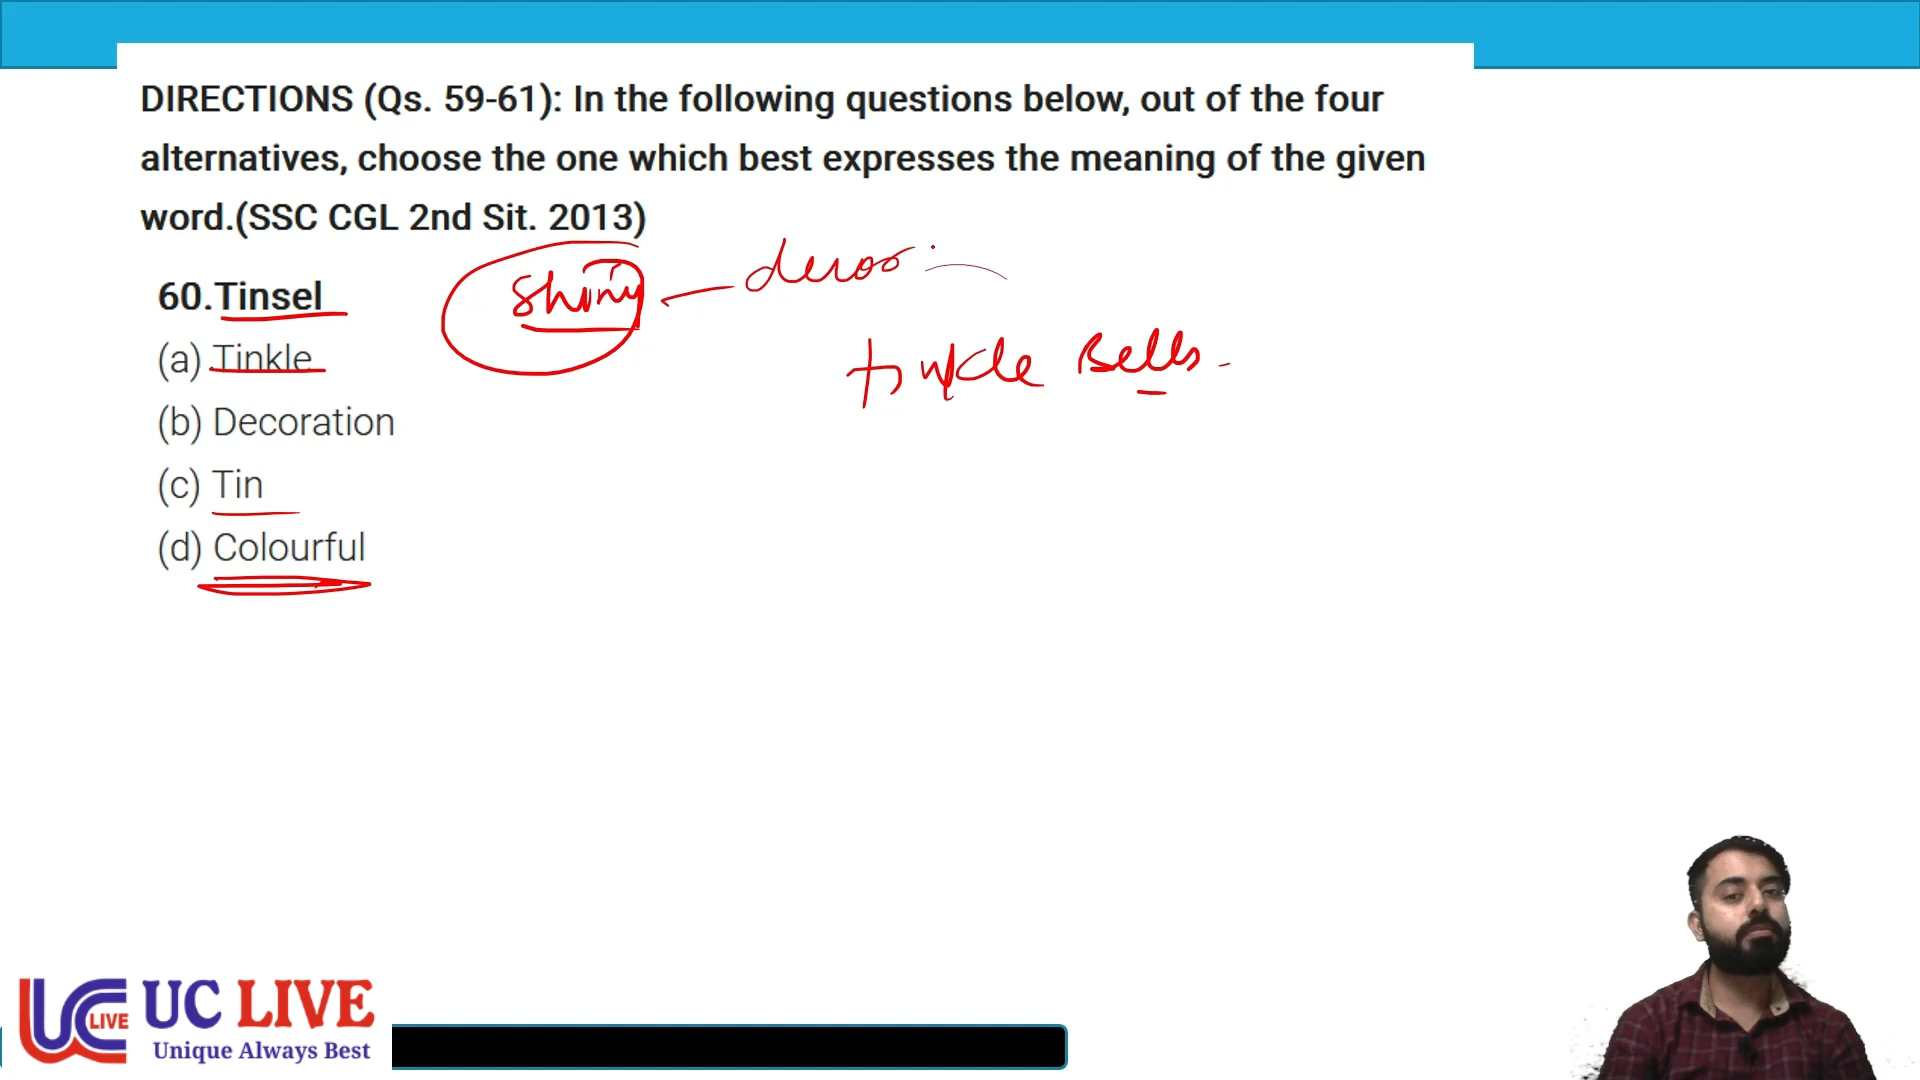 DIRECTIONS (Qs. 59-61): In the following questions below, out of the four
alternatives, choose the one which best expresses the meaning of the given
word.(SSC CGL 2nd Sit. 2013)
60.Tinsel
shiny
(a) Tinkle
tinkle Bells.
(b) Decoration
(c) Tin
(d) Colourful
LIVE
UC LIVE
Unique Always Best